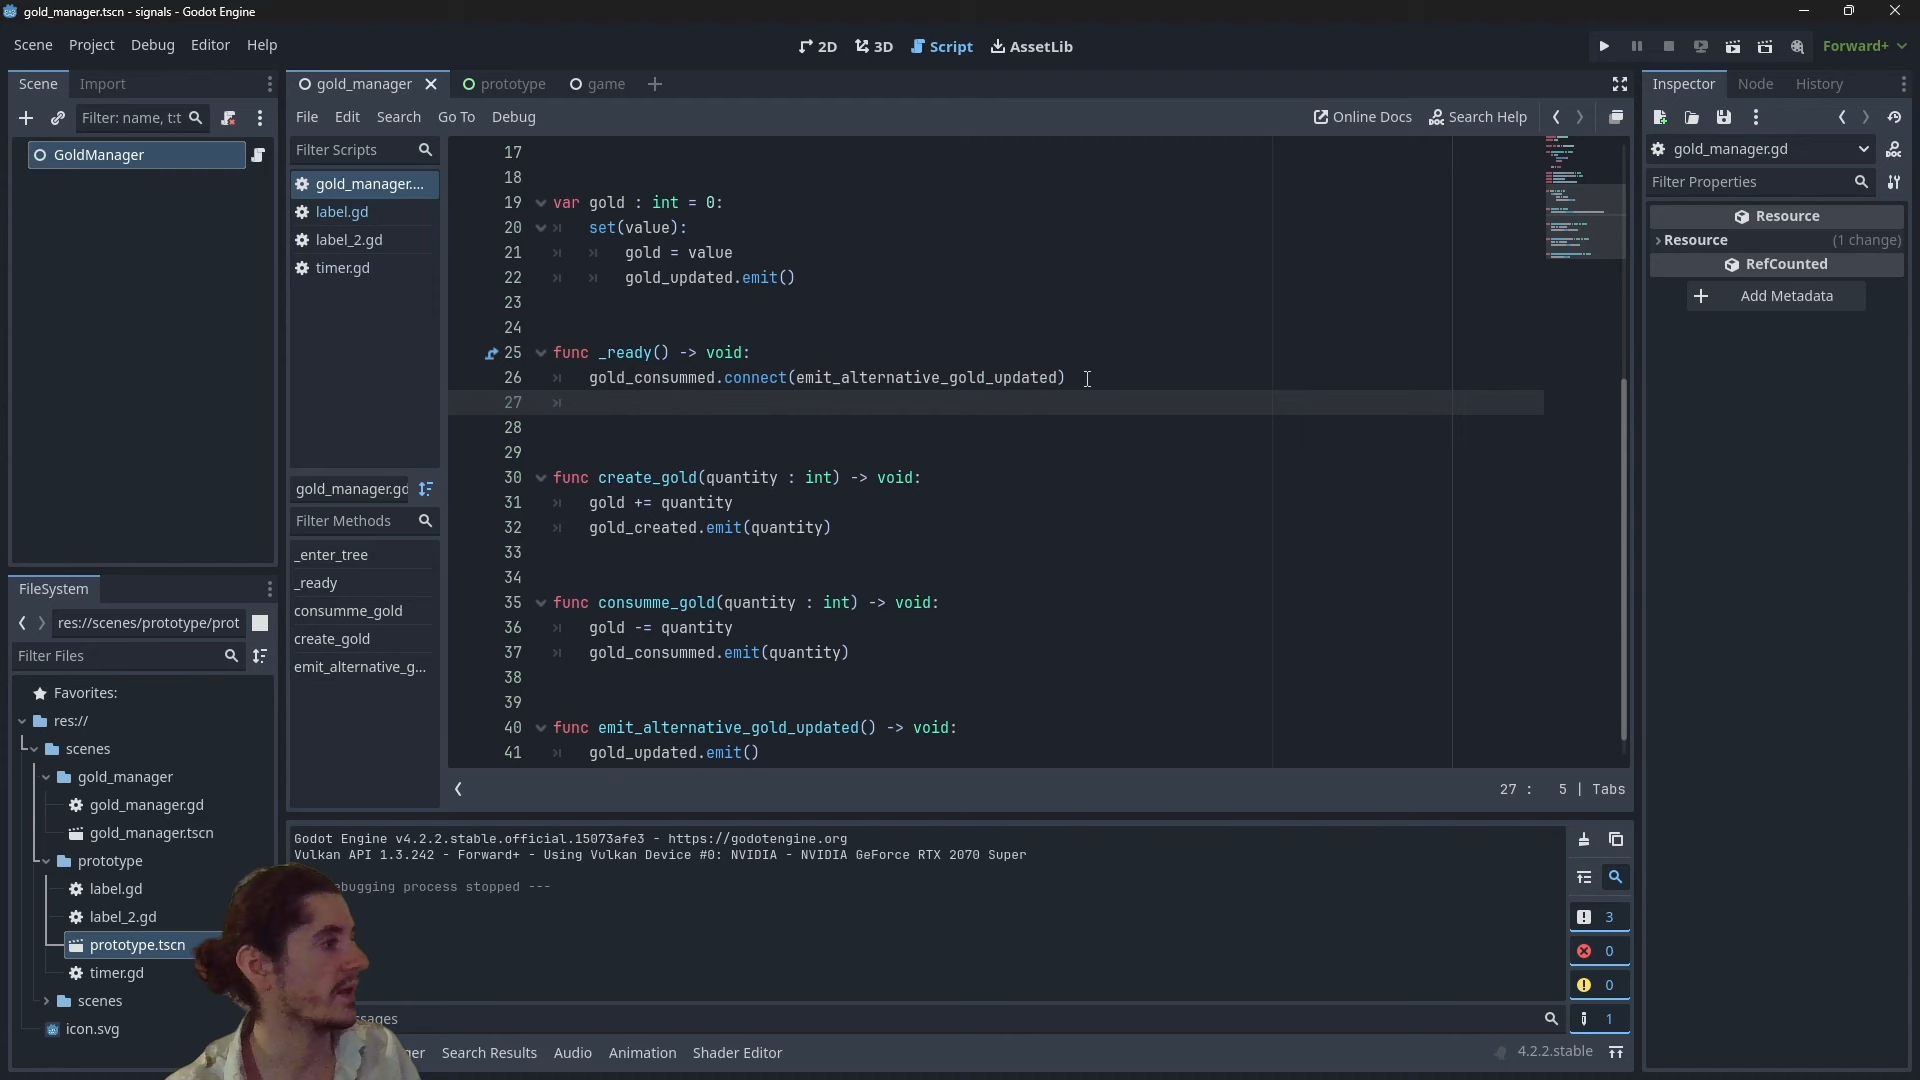 gold_manager.tscn - signals - Godot Engine
Scene Project Debug Editor Help
2D 3D Script AssetLib
Forward+
Scene Import
gold_manager prototype game
Inspector Node History
Filter: name, t:t
File Edit Search Go To Debug
Online Docs Search Help
GoldManager
Filter Scripts
gold_manager....
label.gd
label_2.gd
timer.gd
gold_manager.gd
Filter Methods
_enter_tree
_ready
consumme_gold
create_gold
emit_alternative_g...
17
18
19 var gold : int = 0:
20 set(value):
21 gold = value
22 gold_updated.emit()
23
24
25 func _ready() -> void:
26 gold_consummed.connect(emit_alternative_gold_updated)
27
28
29
30 func create_gold(quantity : int) -> void:
31 gold += quantity
32 gold_created.emit(quantity)
33
34
35 func consumme_gold(quantity : int) -> void:
36 gold -= quantity
37 gold_consummed.emit(quantity)
38
39
40 func emit_alternative_gold_updated() -> void:
41 gold_updated.emit()
27 : 5 | Tabs
gold_manager.gd
Filter Properties
Resource
Resource (1 change)
RefCounted
Add Metadata
FileSystem
res://scenes/prototype/prot
Filter Files
Favorites:
res://
scenes
gold_manager
gold_manager.gd
gold_manager.tscn
prototype
label.gd
label_2.gd
prototype.tscn
timer.gd
scenes
icon.svg
Godot Engine v4.2.2.stable.official.15073afe3 - https://godotengine.org
Vulkan API 1.3.242 - Forward+ - Using Vulkan Device #0: NVIDIA - NVIDIA GeForce RTX 2070 Super
ebugging process stopped ---
3
0
0
1
ssages
er Search Results Audio Animation Shader Editor
4.2.2.stable